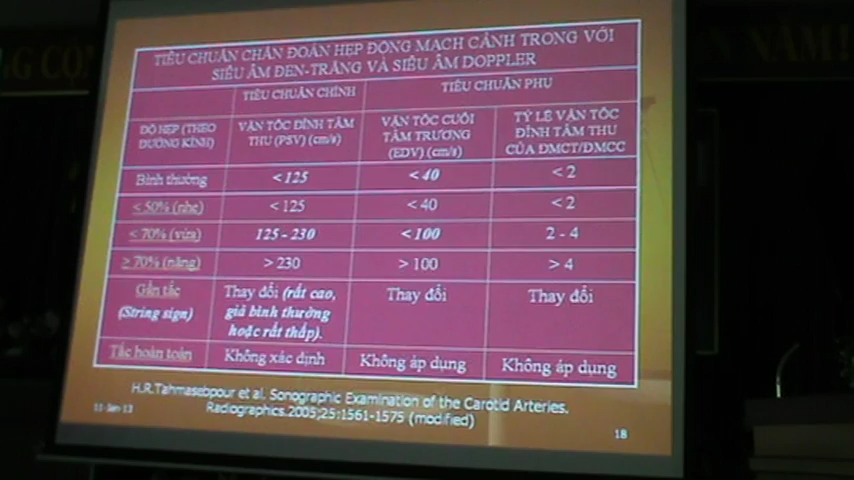 TIÊU CHUẨN CHẨN ĐOÁN HẸP ĐỘNG MẠCH CẢNH TRONG VỚI
SIÊU ÂM ĐEN-TRẮNG VÀ SIÊU ÂM DOPPLER
TIÊU CHUẨN CHÍNH
TIÊU CHUẨN PHỤ
ĐỘ HẸP (THEO
ĐƯỜNG KÍNH)
VẬN TỐC ĐỈNH TÂM
THU (PSV) (cm/s)
VẬN TỐC CUỐI
TÂM TRƯƠNG
(EDV) (cm/s)
TỶ LỆ VẬN TỐC
ĐỈNH TÂM THU
CỦA ĐMCT/ĐMCC
Bình thường
<125
<40
<2
< 50% (nhẹ)
< 125
< 40
< 2
< 70% (vừa)
125 - 230
<100
2 - 4
≥ 70% (nặng)
> 230
> 100
> 4
Gần tắc
(String sign)
Thay đổi (rất cao,
giả bình thường
hoặc rất thấp).
Thay đổi
Thay đổi
Tắc hoàn toàn
Không xác định
Không áp dụng
Không áp dụng
H.R.Tahmasebpour et al. Sonographic Examination of the Carotid Arteries.
Radiographics.2005;25:1561-1575 (modified)
11-Jan-13
18